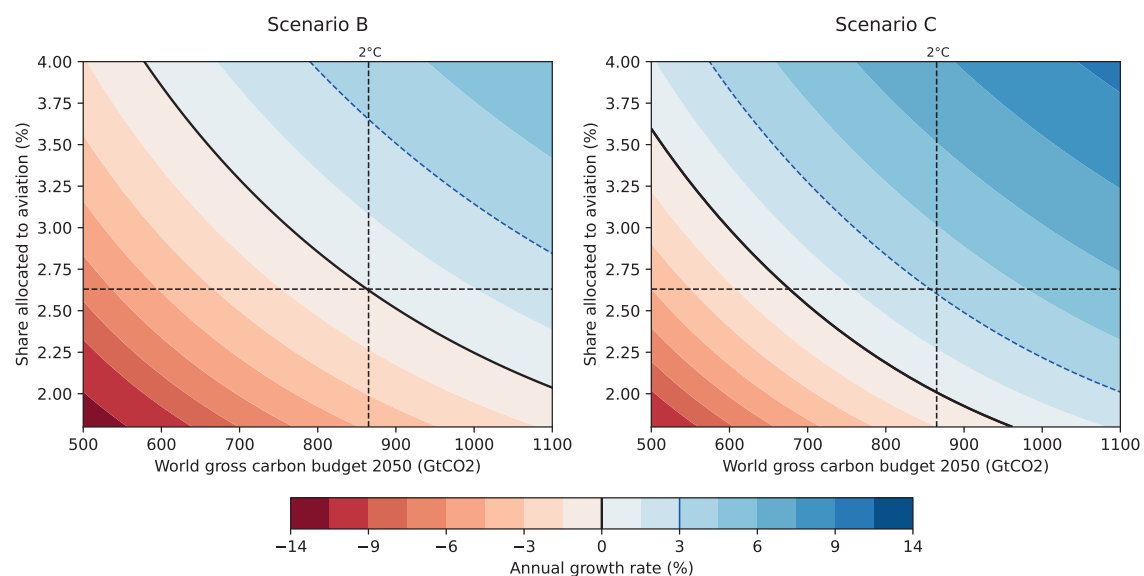 Scenario B
2°C
4.00
3.75
3.50
3.25
3.00
2.75
2.50
2.25
2.00
Share allocated to aviation (%)
500 600 700 800 900 1000 1100
World gross carbon budget 2050 (GtCO2)
Scenario C
2°C
4.00
3.75
3.50
3.25
3.00
2.75
2.50
2.25
2.00
Share allocated to aviation (%)
500 600 700 800 900 1000 1100
World gross carbon budget 2050 (GtCO2)
−14 −9 −6 −3 0 3 6 9 14
Annual growth rate (%)